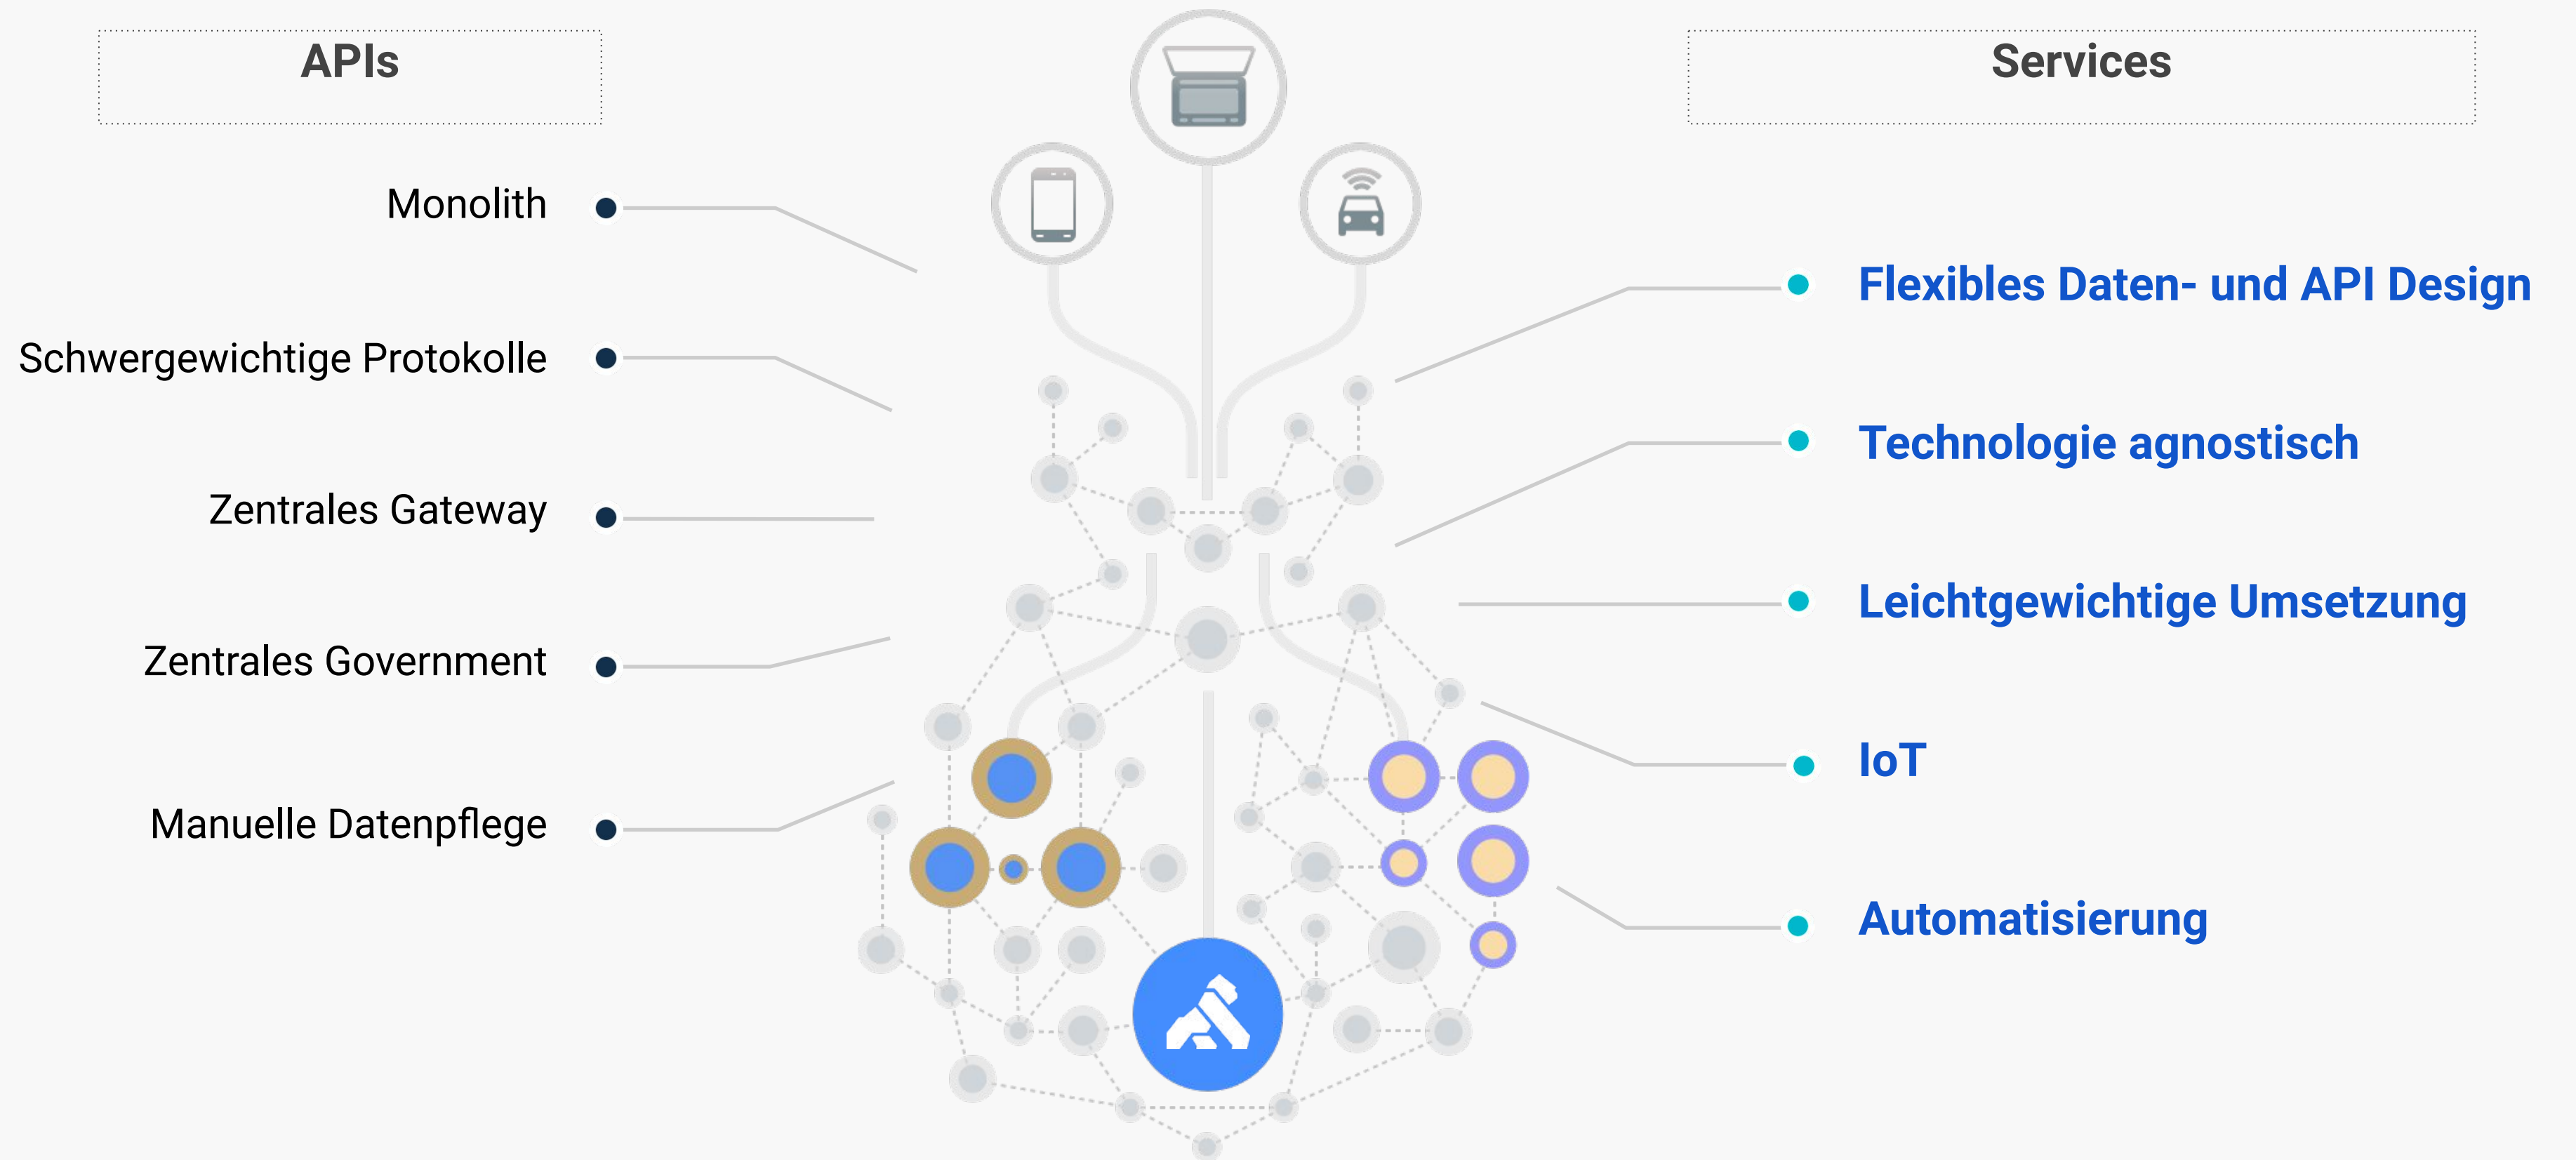 APIs
Monolith
Schwergewichtige Protokolle
Zentrales Gateway
Zentrales Government
Manuelle Datenpflege
Services
Flexibles Daten- und API Design
Technologie agnostisch
Leichtgewichtige Umsetzung
IoT
Automatisierung